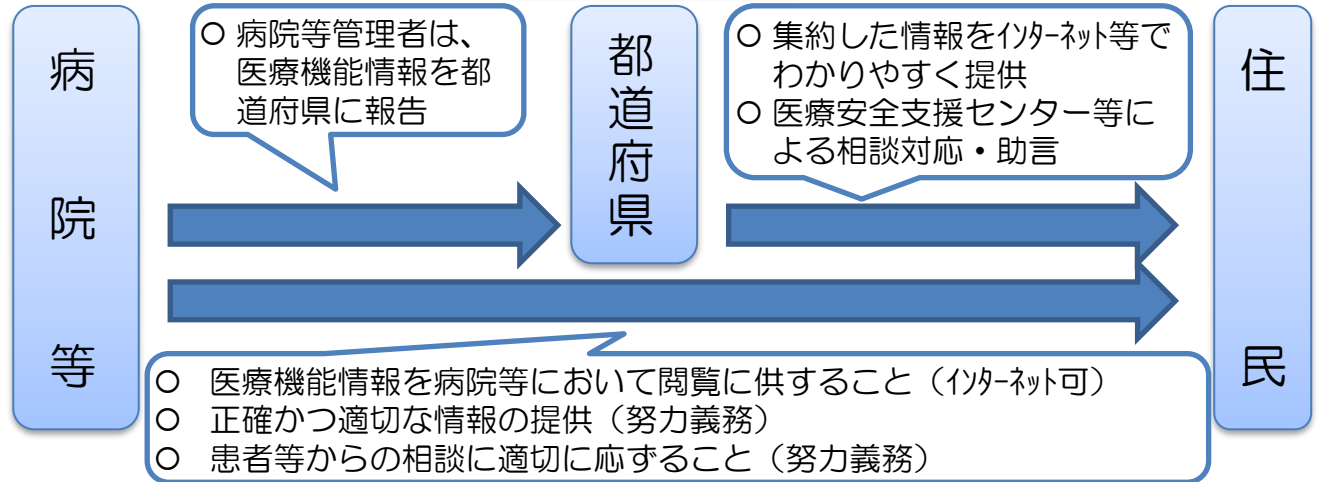 病院等
○ 病院等管理者は、
医療機能情報を都
道府県に報告
都道府県
○ 集約した情報をｲﾝﾀｰﾈｯﾄ等で
わかりやすく提供
○ 医療安全支援センター等に
よる相談対応・助言
住民
○ 医療機能情報を病院等において閲覧に供すること（ｲﾝﾀｰﾈｯﾄ可）
○ 正確かつ適切な情報の提供（努力義務）
○ 患者等からの相談に適切に応ずること（努力義務）